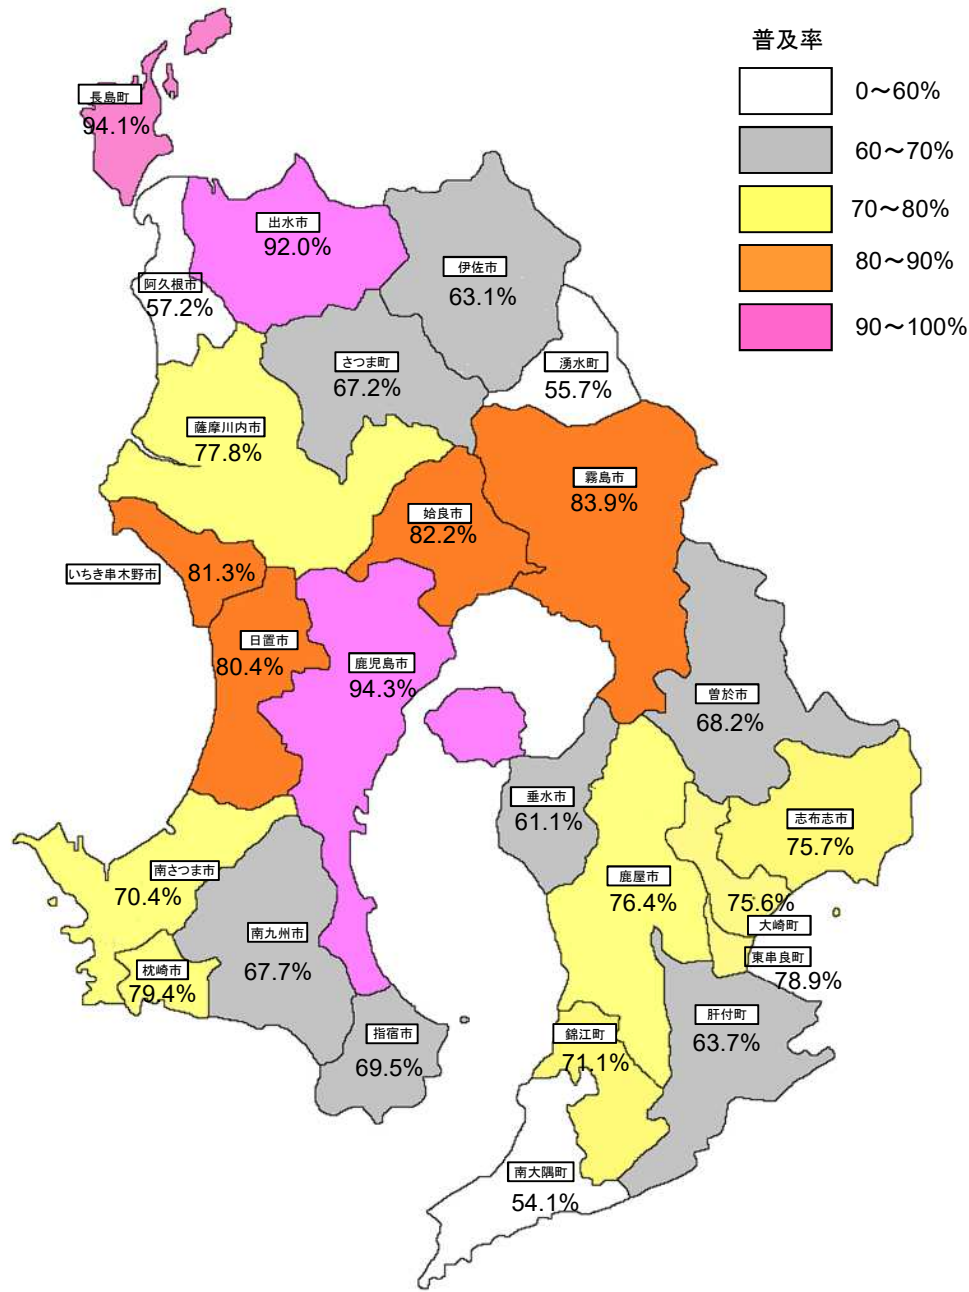 普及率
0～60%
60～70%
70～80%
80～90%
90～100%
長島町
94.1%
出水市
92.0%
伊佐市
63.1%
阿久根市
57.2%
さつま町
67.2%
湧水町
55.7%
薩摩川内市
77.8%
霧島市
83.9%
姶良市
82.2%
いちき串木野市
81.3%
日置市
80.4%
鹿児島市
94.3%
曽於市
68.2%
垂水市
61.1%
志布志市
75.7%
南さつま市
70.4%
鹿屋市
76.4%
75.6%
大崎町
南九州市
67.7%
東串良町
78.9%
枕崎市
79.4%
肝付町
63.7%
指宿市
69.5%
錦江町
71.1%
南大隅町
54.1%